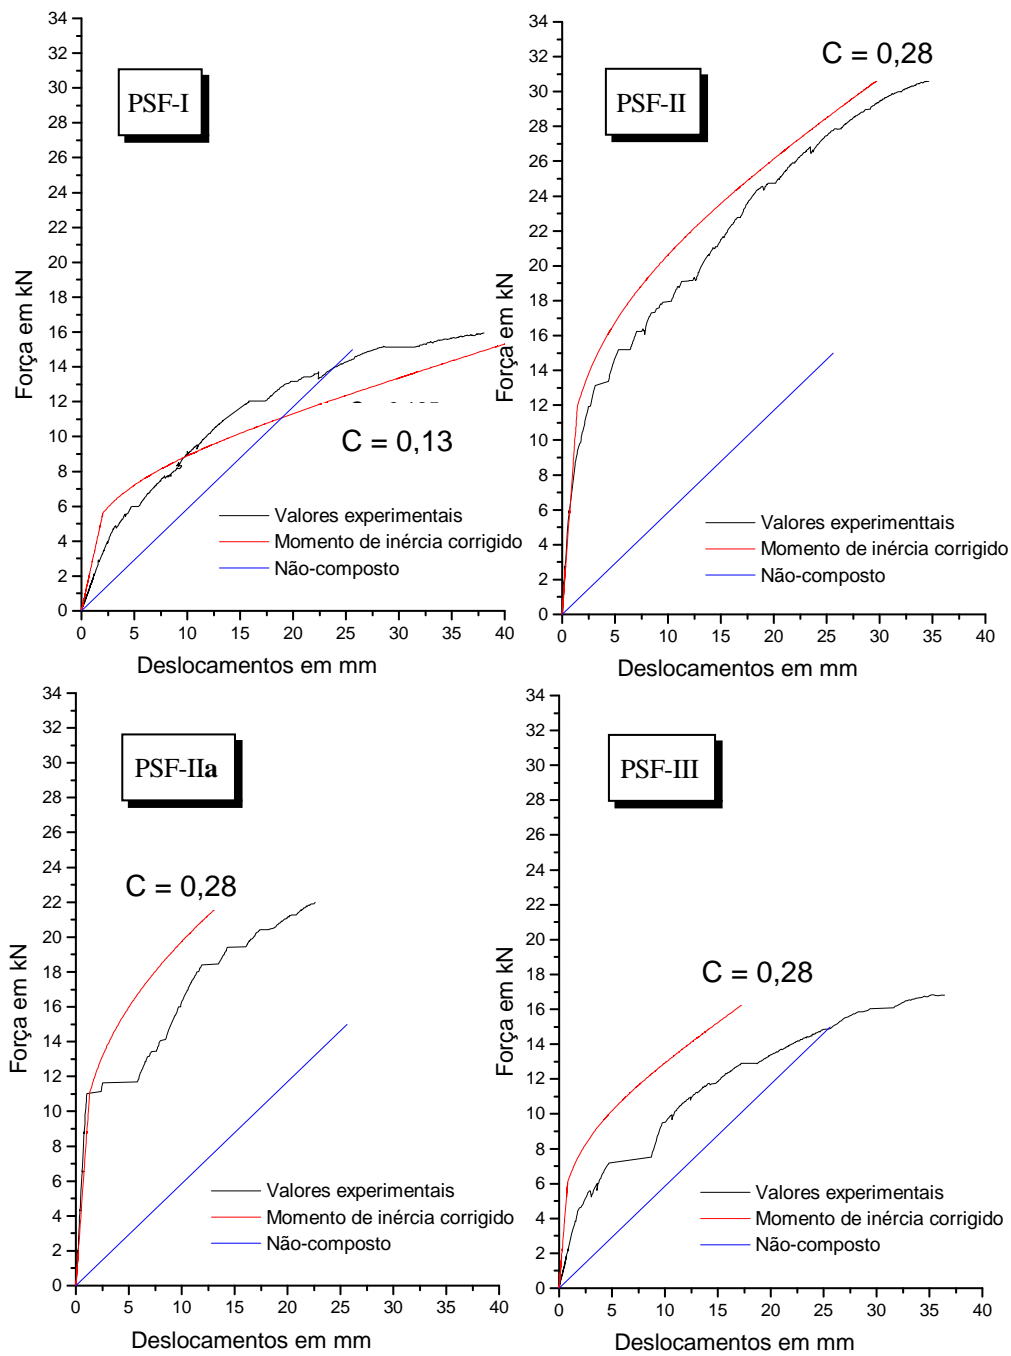 34
32
30
28
26
24
22
20
18
16
14
12
10
8
6
4
2
0
Força em kN
PSF-I
C = 0,13
Valores experimentais
Momento de inércia corrigido
Não-composto
0 5 10 15 20 25 30 35 40
Deslocamentos em mm
34
32
30
28
26
24
22
20
18
16
14
12
10
8
6
4
2
0
Força em kN
C = 0,28
PSF-II
Valores experimenttais
Momento de inércia corrigido
Não-composto
0 5 10 15 20 25 30 35 40
Deslocamentos em mm
34
32
30
28
26
24
22
20
18
16
14
12
10
8
6
4
2
0
Força em kN
PSF-IIa
C = 0,28
Valores experimentais
Momento de inércia corrigido
Não-composto
0 5 10 15 20 25 30 35 40
Deslocamentos em mm
34
32
30
28
26
24
22
20
18
16
14
12
10
8
6
4
2
0
Força em kN
PSF-III
C = 0,28
Valores experimentais
Momento de inércia corrigido
Não-composto
0 5 10 15 20 25 30 35 40
Deslocamentos em mm